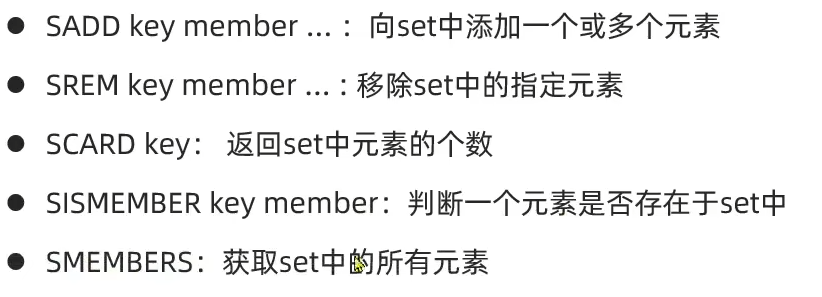 ● SADD key member ... ：向set中添加一个或多个元素
● SREM key member ... : 移除set中的指定元素
● SCARD key： 返回set中元素的个数
● SISMEMBER key member：判断一个元素是否存在于set中
● SMEMBERS：获取set中的所有元素